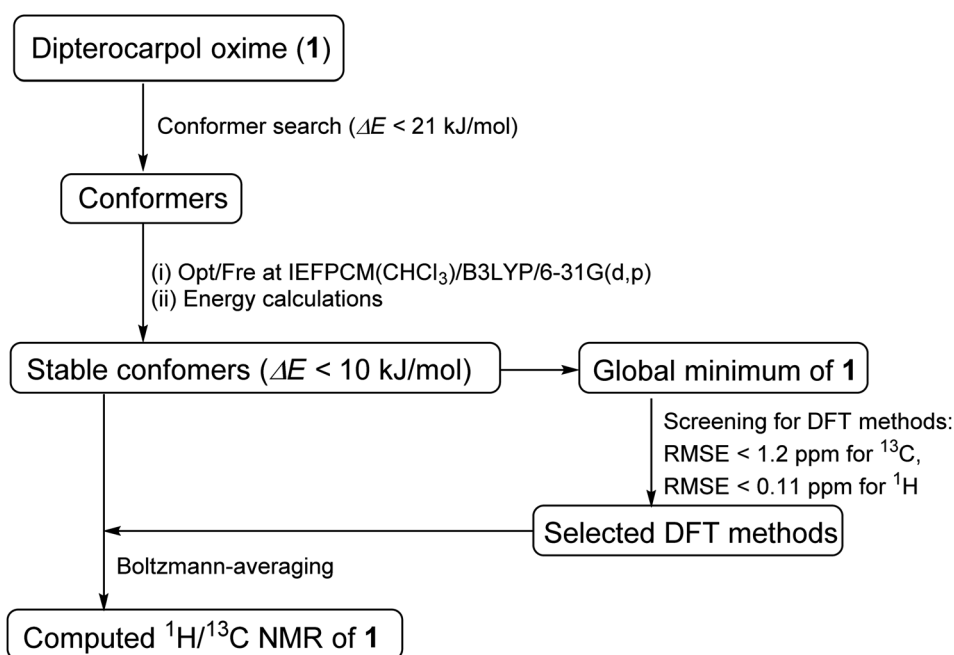 Dipterocarpol oxime (1)
Conformer search (ΔE < 21 kJ/mol)
Conformers
(i) Opt/Fre at IEFPCM(CHCl₃)/B3LYP/6-31G(d,p)
(ii) Energy calculations
Stable confomers (ΔE < 10 kJ/mol)
Global minimum of 1
Screening for DFT methods:
RMSE < 1.2 ppm for ¹³C,
RMSE < 0.11 ppm for ¹H
Selected DFT methods
Boltzmann-averaging
Computed ¹H/¹³C NMR of 1